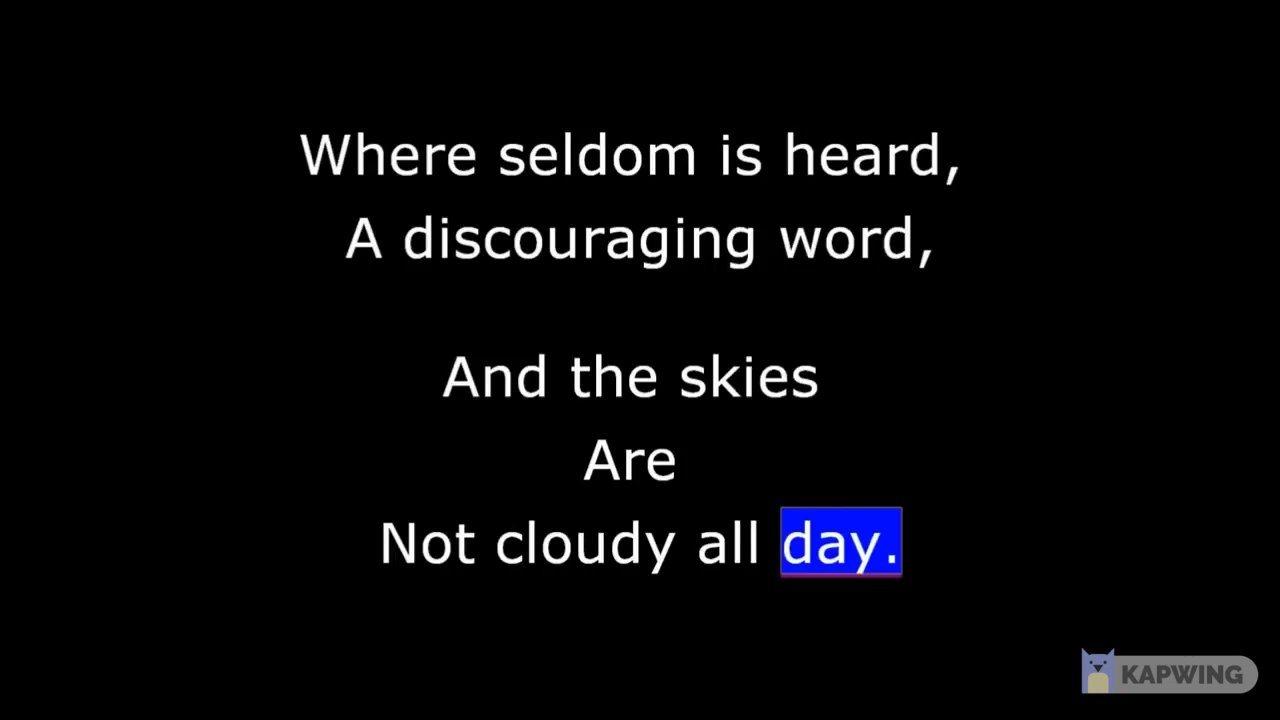 Where seldom is heard,
A discouraging word,
And the skies
Are
Not cloudy all day.
KAPWING